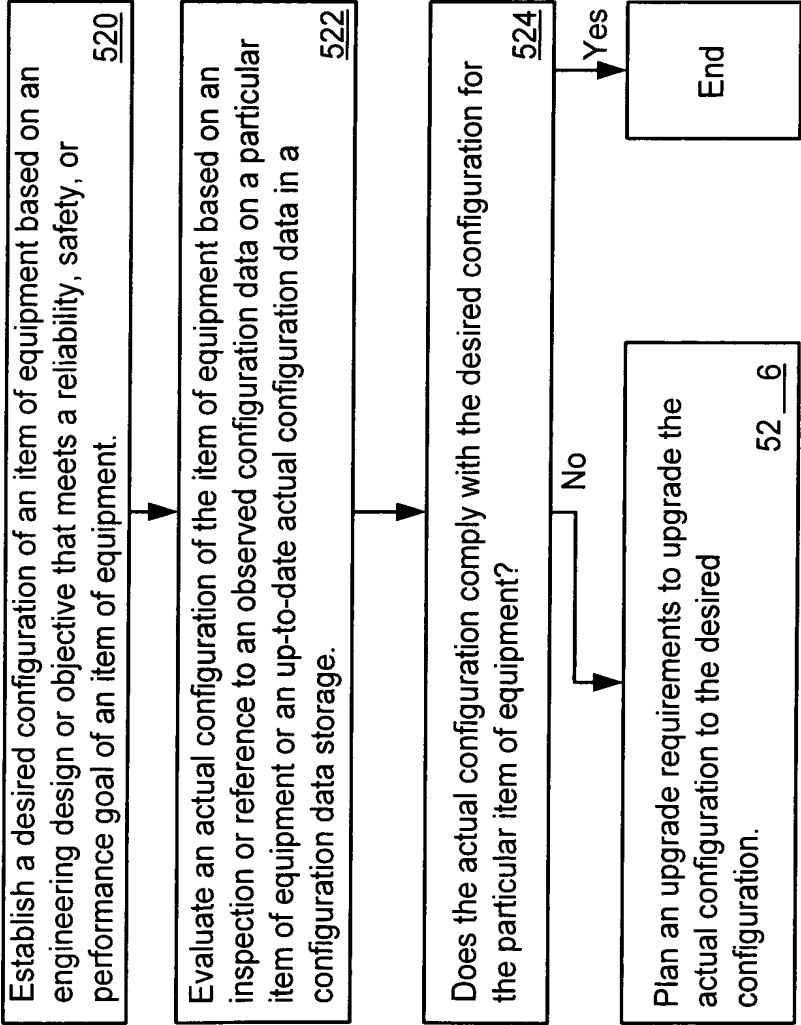 Establish a desired configuration of an item of equipment based on an
engineering design or objective that meets a reliability, safety, or
performance goal of an item of equipment.
520
Evaluate an actual configuration of the item of equipment based on an
inspection or reference to an observed configuration data on a particular
item of equipment or an up-to-date actual configuration data in a
configuration data storage.
522
Does the actual configuration comply with the desired configuration for
the particular item of equipment?
524
No
Yes
Plan an upgrade requirements to upgrade the
actual configuration to the desired
configuration.
52 6
End